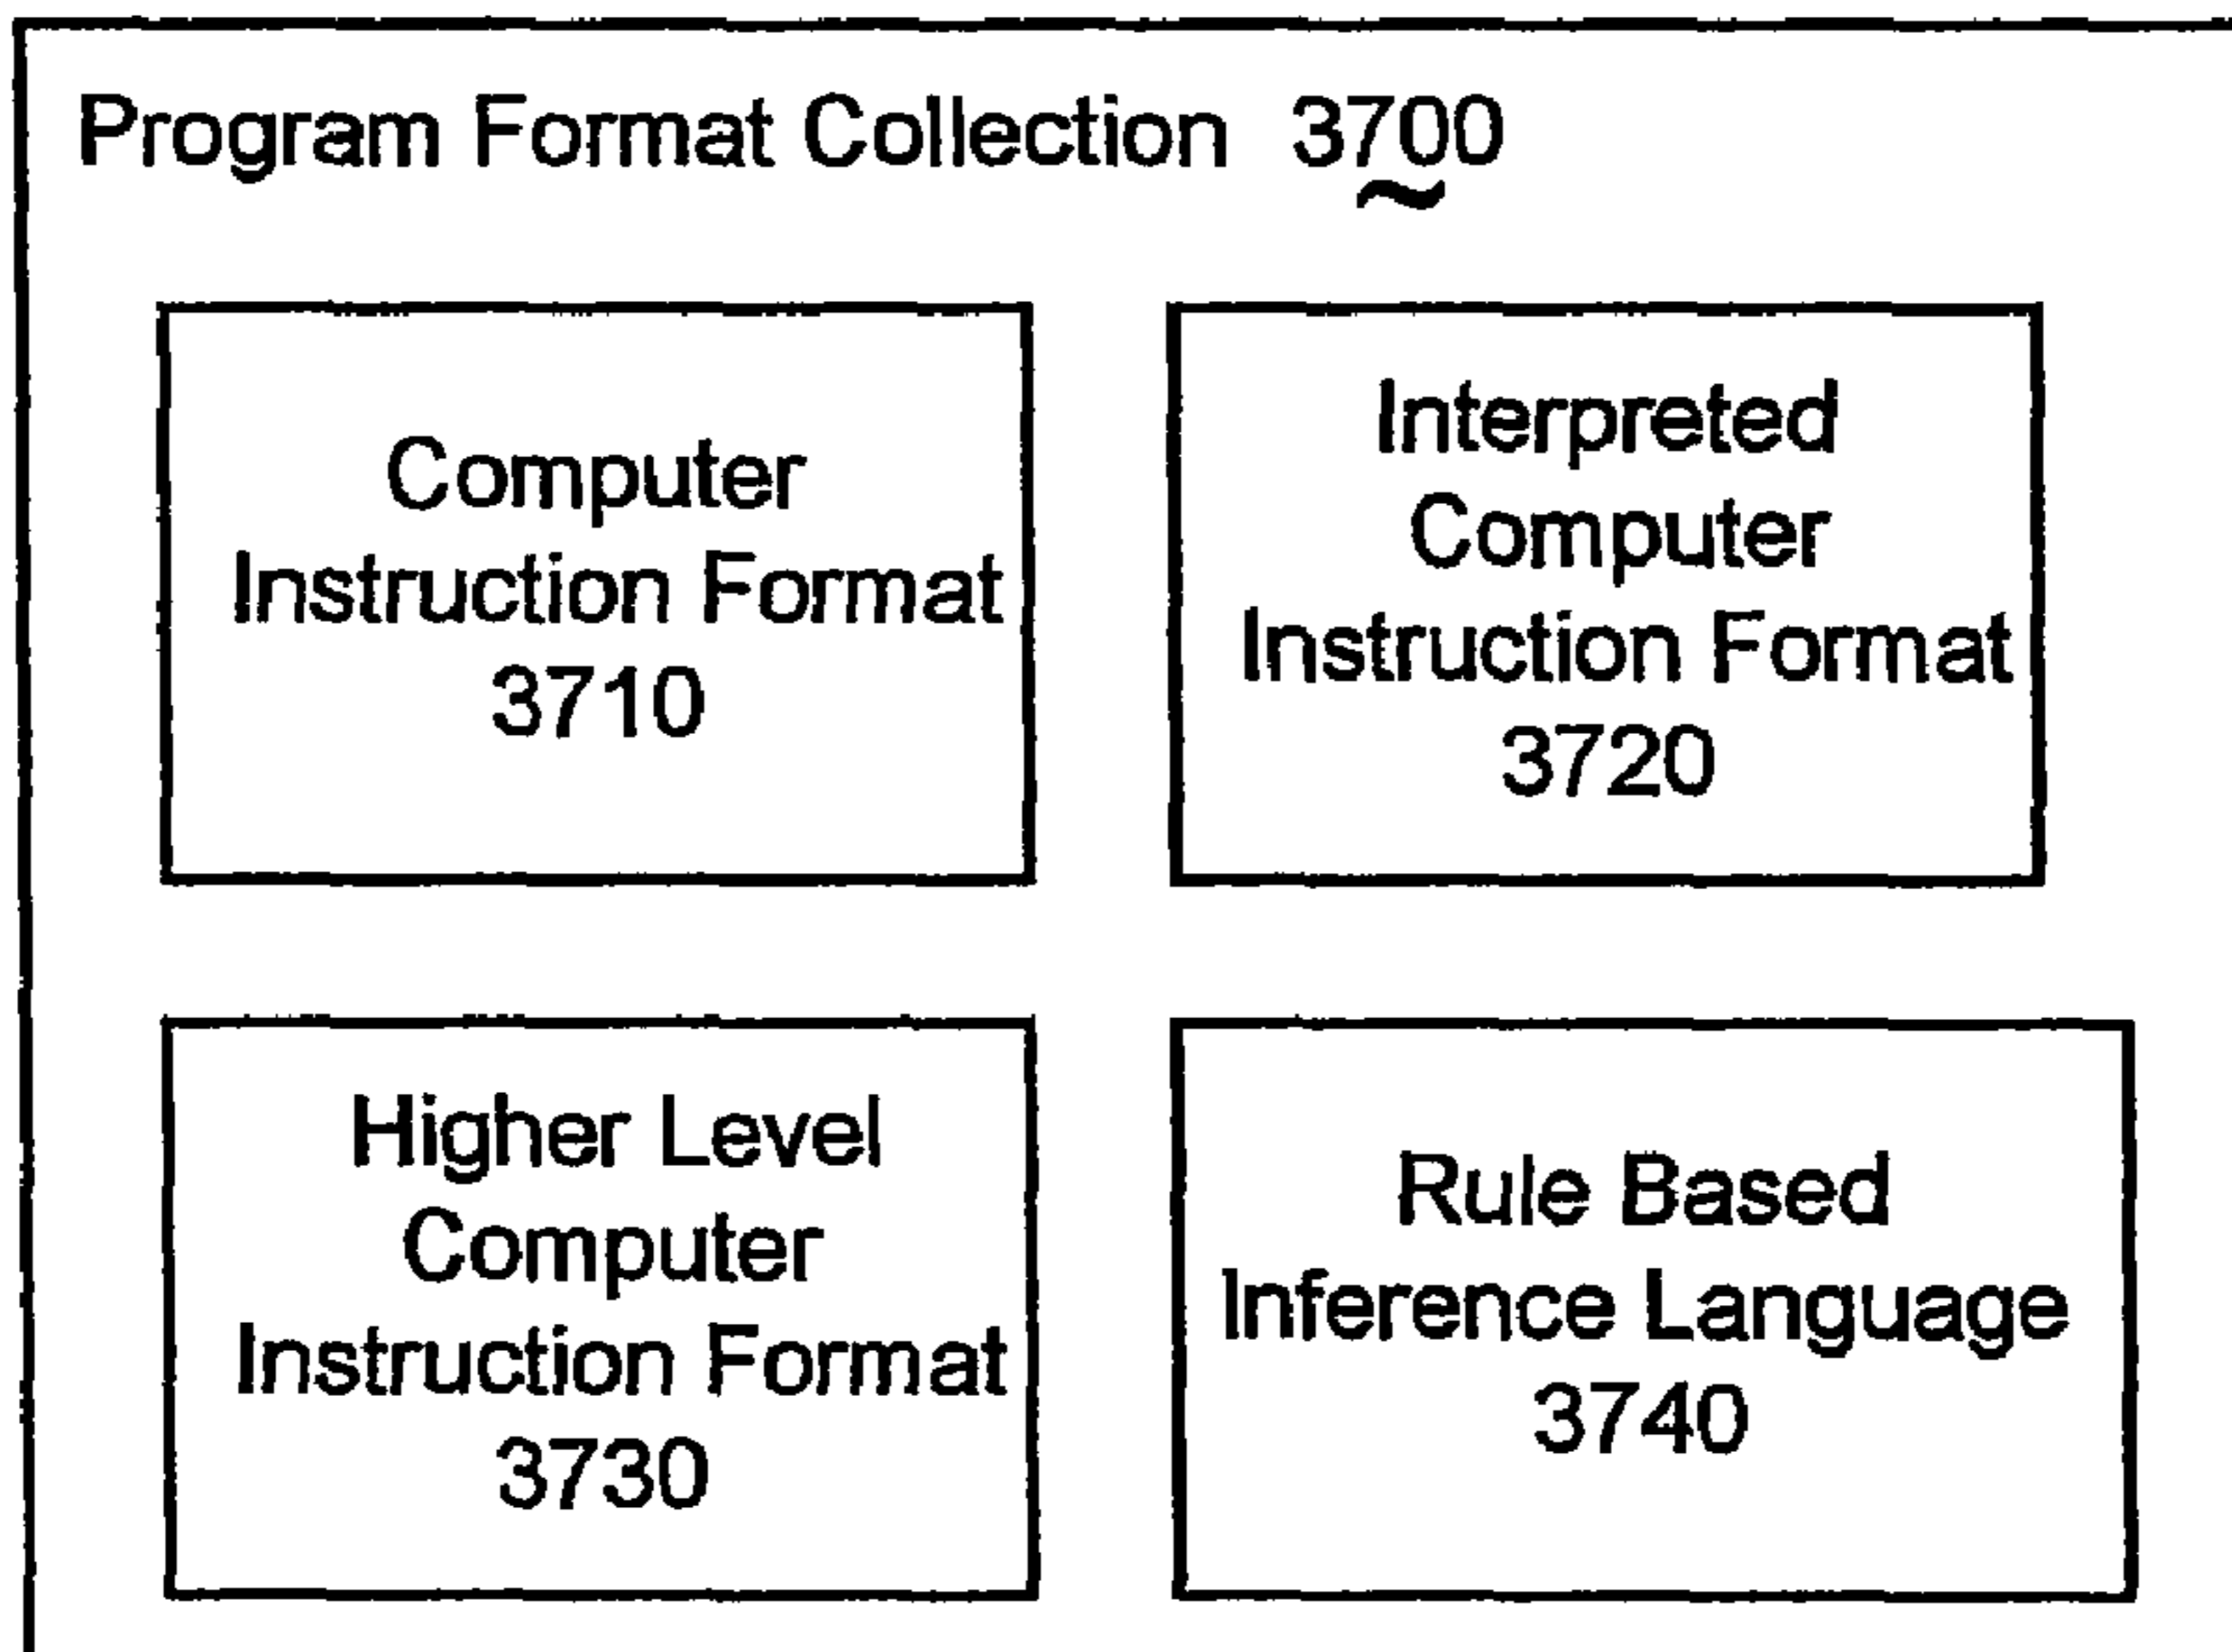 Program Format Collection 3700
Computer
Instruction Format
3710
Interpreted
Computer
Instruction Format
3720
Higher Level
Computer
Instruction Format
3730
Rule Based
Inference Language
3740